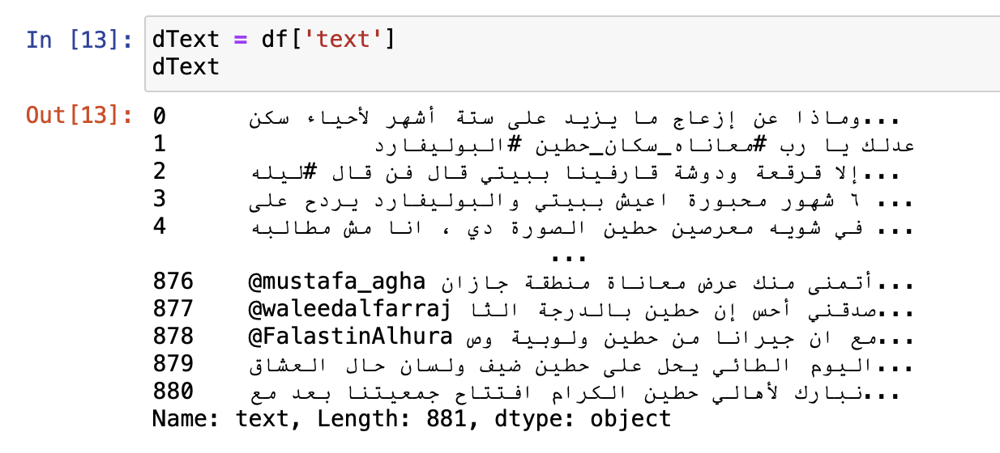 In [13]: dText = df['text']
dText
Out[13]: 0 وماذا عن إزعاج ما يزيد على ستة أشهر لأحياء سكن...
1 عدلك يا رب #معاناه_سكان_حطين #البوليفارد
2 إلا قرقعة ودوشة قارفينا ببيتي قال فن قال #ليله...
3 ٦ شهور محبورة اعيش ببيتي والبوليفارد يردح على ...
4 في شويه معرصين حطين الصورة دي ، انا مش مطالبه ...
...
876 @mustafa_agha أتمنى منك عرض معاناة منطقة جازان...
877 @waleedalfarraj صدقني أحس إن حطين بالدرجة الثا...
878 @FalastinAlhura مع ان جيرانا من حطين ولوبية وص...
879 اليوم الطائي يحل على حطين ضيف ولسان حال العشاق...
880 نبارك لأهالي حطين الكرام افتتاح جمعيتنا بعد مع...
Name: text, Length: 881, dtype: object